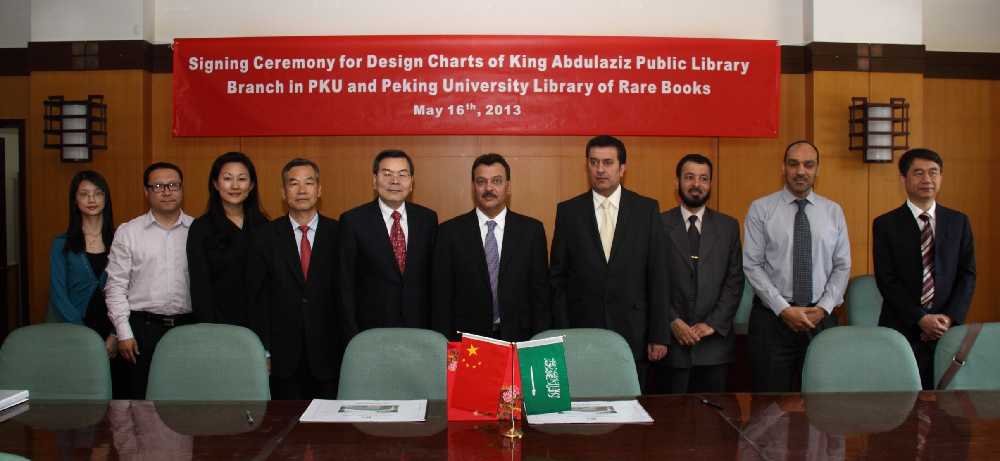 Signing Ceremony for Design Charts of King Abdulaziz Public Library
Branch in PKU and Peking University Library of Rare Books
May 16th, 2013